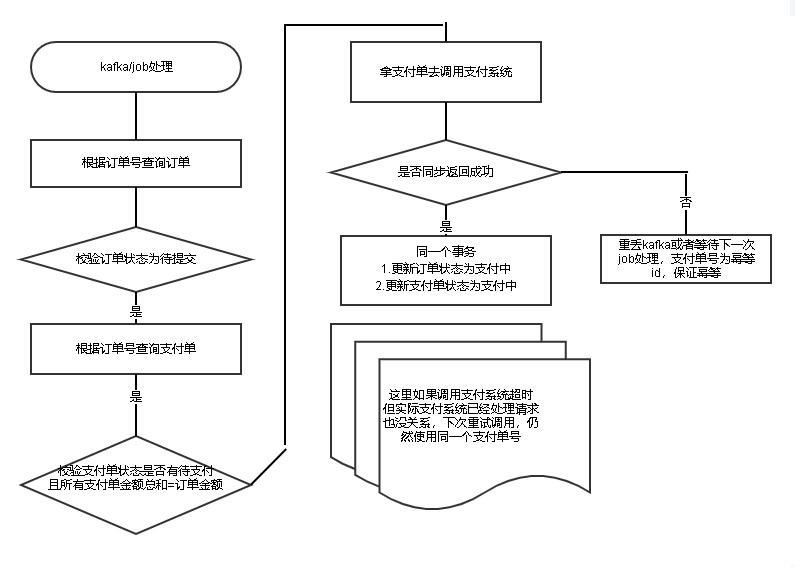 kafka/job处理
根据订单号查询订单
校验订单状态为待提交
是
根据订单号查询支付单
是
校验支付单状态是否有待支付
且所有支付单金额总和=订单金额
拿支付单去调用支付系统
是否同步返回成功
是
否
同一个事务
1.更新订单状态为支付中
2.更新支付单状态为支付中
重丢kafka或者等待下一次
job处理，支付单号为幂等
id，保证幂等
这里如果调用支付系统超时
但实际支付系统已经处理请求
也没关系，下次重试调用，仍
然使用同一个支付单号